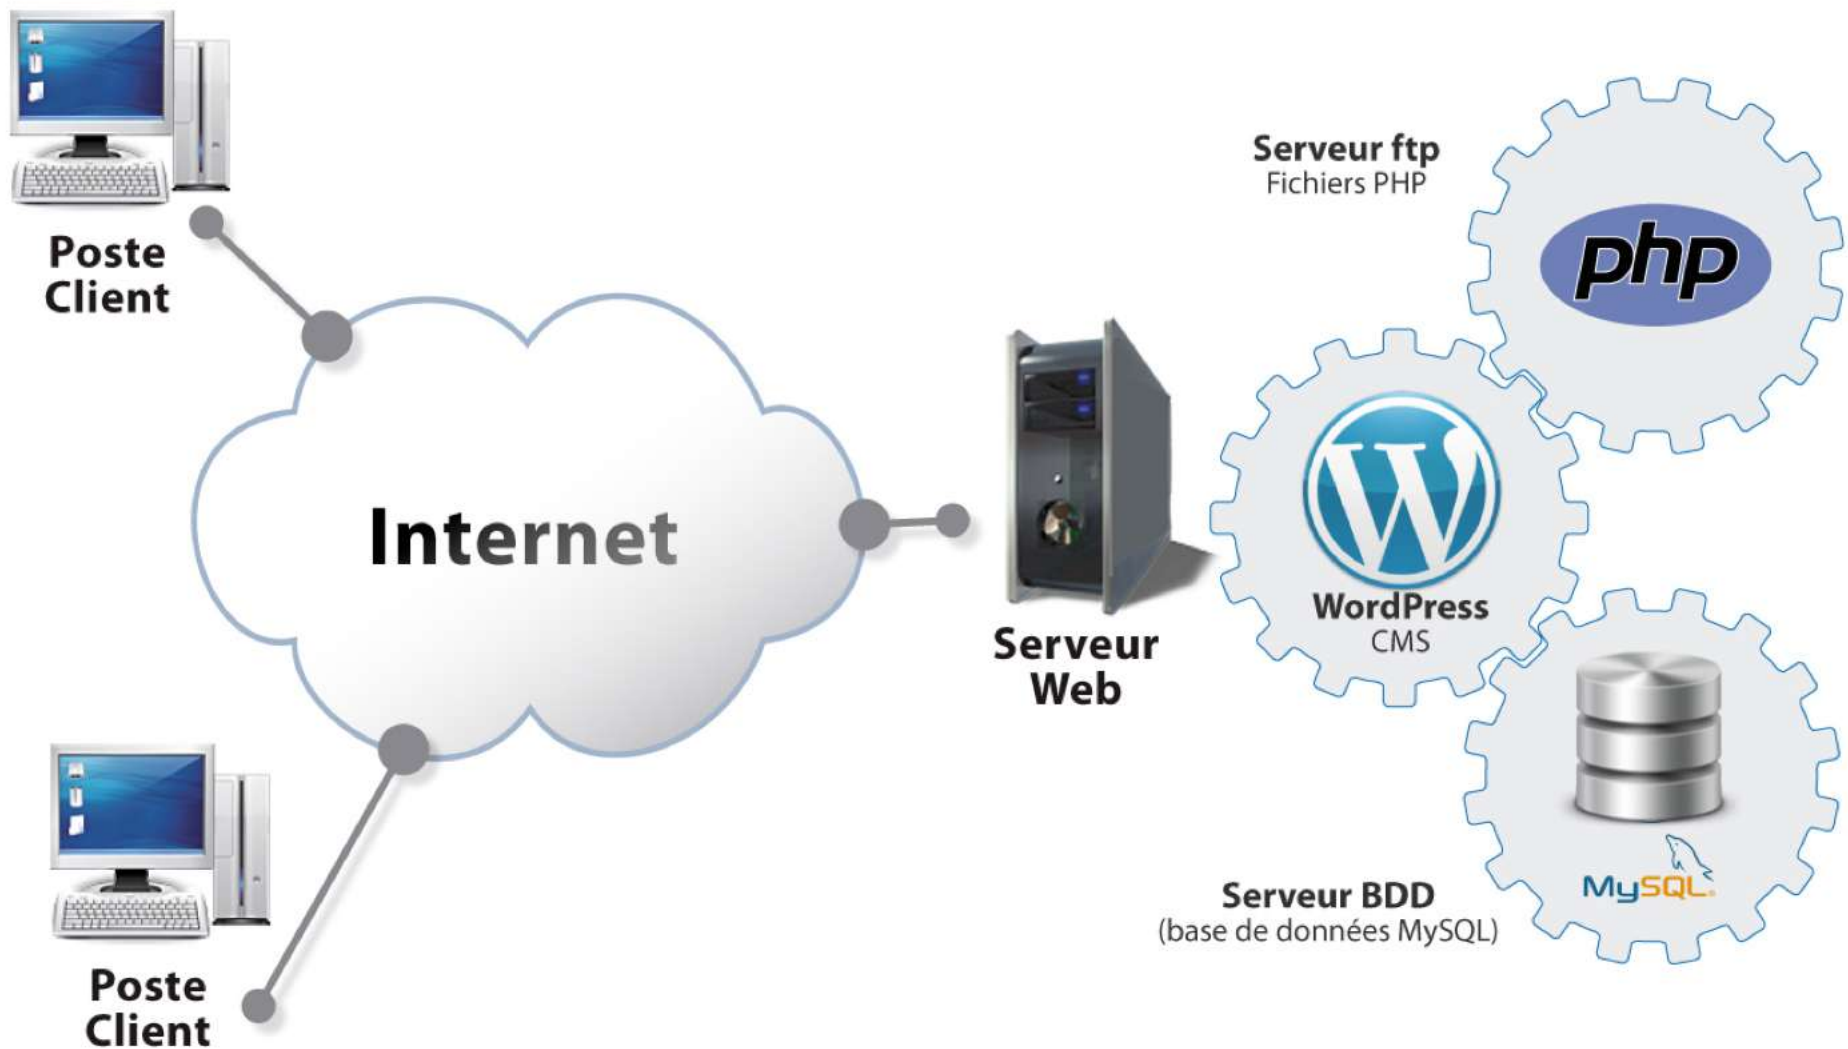 Poste
Client
Internet
Poste
Client
Serveur
Web
Serveur ftp
Fichiers PHP
php
WordPress
CMS
MySQL
Serveur BDD
(base de données MySQL)